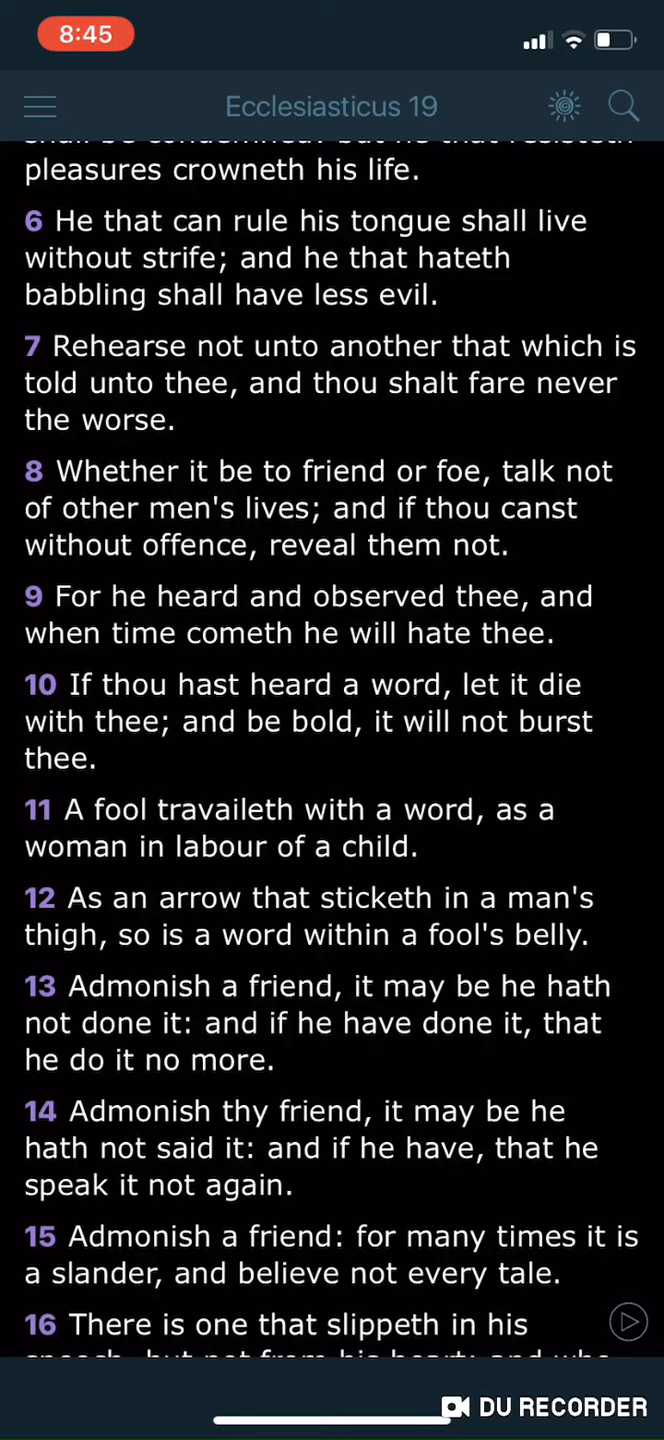 8:45
Ecclesiasticus 19
pleasures crowneth his life.
6 He that can rule his tongue shall live
without strife; and he that hateth
babbling shall have less evil.
7 Rehearse not unto another that which is
told unto thee, and thou shalt fare never
the worse.
8 Whether it be to friend or foe, talk not
of other men's lives; and if thou canst
without offence, reveal them not.
9 For he heard and observed thee, and
when time cometh he will hate thee.
10 If thou hast heard a word, let it die
with thee; and be bold, it will not burst
thee.
11 A fool travaileth with a word, as a
woman in labour of a child.
12 As an arrow that sticketh in a man's
thigh, so is a word within a fool's belly.
13 Admonish a friend, it may be he hath
not done it: and if he have done it, that
he do it no more.
14 Admonish thy friend, it may be he
hath not said it: and if he have, that he
speak it not again.
15 Admonish a friend: for many times it is
a slander, and believe not every tale.
16 There is one that slippeth in his
DU RECORDER